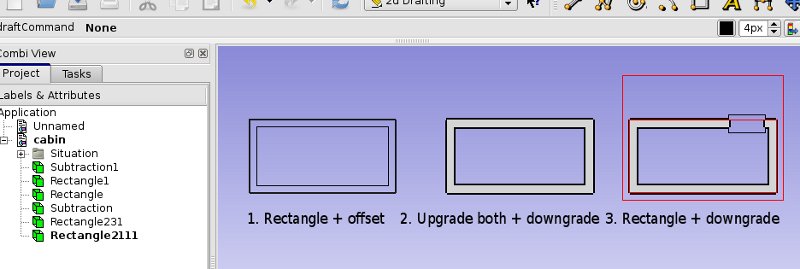 2d Drafting
draftCommand None
4px
Combi View
Project
Tasks
Labels & Attributes
Application
Unnamed
cabin
Situation
Subtraction1
Rectangle1
Rectangle
Subtraction
Rectangle231
Rectangle2111
1. Rectangle + offset 2. Upgrade both + downgrade 3. Rectangle + downgrade